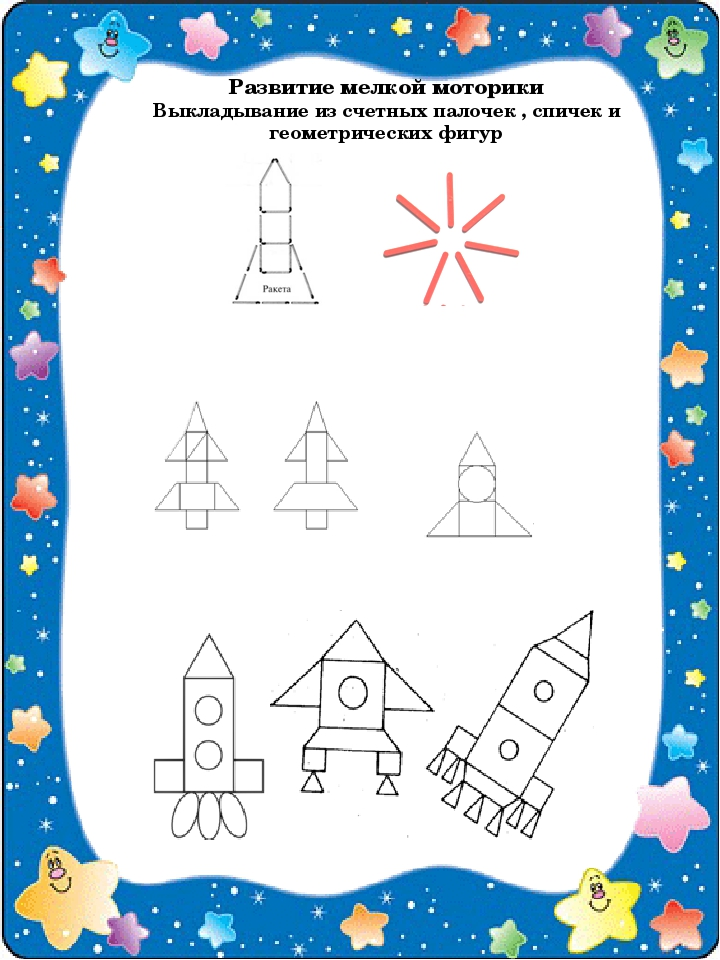 Развитие мелкой моторики
Выкладывание из счетных палочек , спичек и
геометрических фигур
Ракета